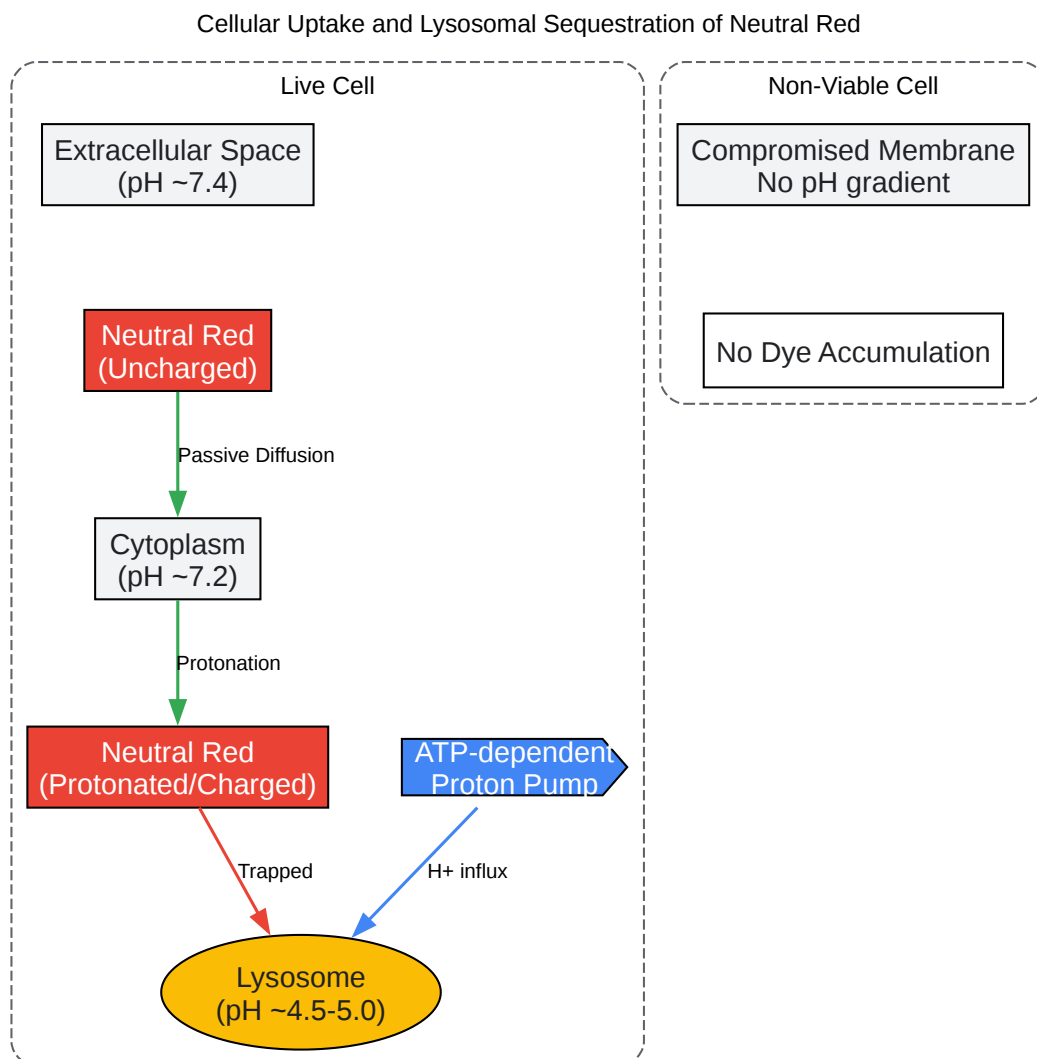 Cellular Uptake and Lysosomal Sequestration of Neutral Red
Live Cell
Extracellular Space
(pH ~7.4)
Neutral Red
(Uncharged)
Passive Diffusion
Cytoplasm
(pH ~7.2)
Protonation
Neutral Red
(Protonated/Charged)
ATP-dependent
Proton Pump
Trapped
H+ influx
Lysosome
(pH ~4.5-5.0)
Non-Viable Cell
Compromised Membrane
No pH gradient
No Dye Accumulation